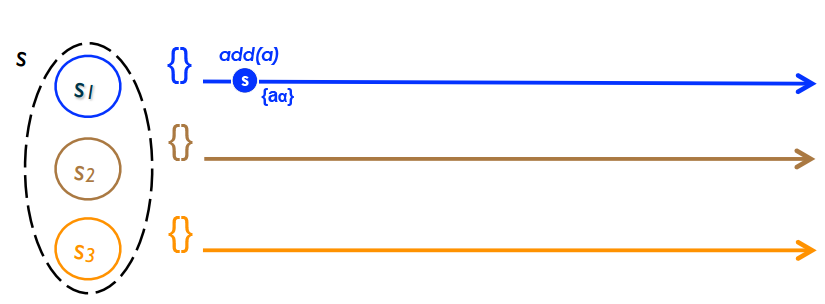 S
S1 {} add(a)
S
{aα}
S2 {}
S3 {}